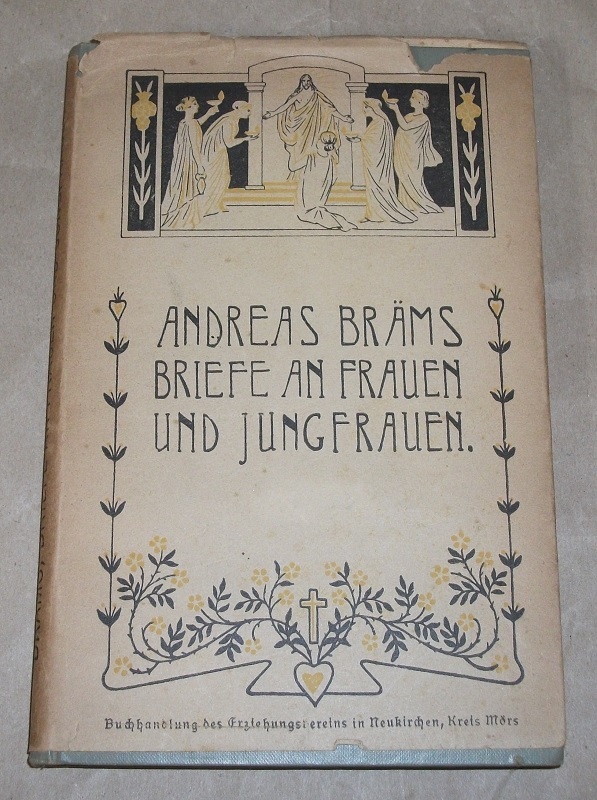 ANDREAS BRÄMS
BRIEFE AN FRAUEN
UND JUNGFRAUEN.
Buchhandlung des Erziehungsvereins in Neukirchen, Kreis Mörs